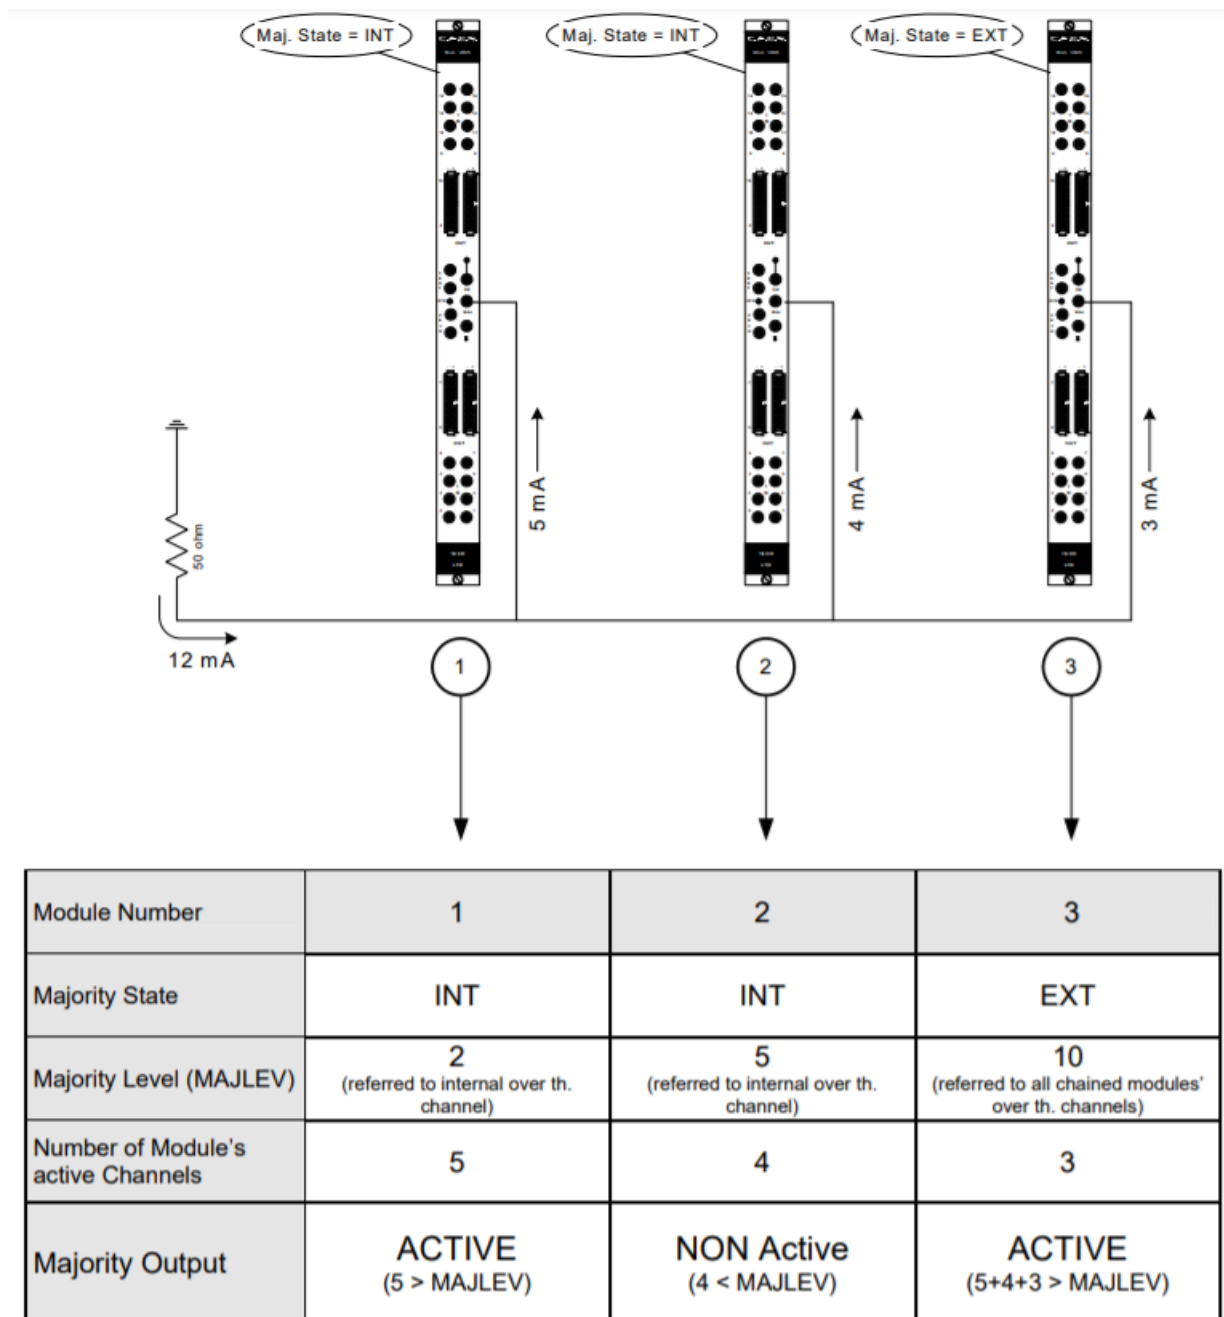 Maj. State = INT
Maj. State = INT
Maj. State = EXT
5 mA
4 mA
3 mA
50 ohm
12 mA
1
2
3
Module Number
1
2
3
Majority State
INT
INT
EXT
Majority Level (MAJLEV)
2
(referred to internal over th.
channel)
5
(referred to internal over th.
channel)
10
(referred to all chained modules'
over th. channels)
Number of Module's
active Channels
5
4
3
Majority Output
ACTIVE
(5 > MAJLEV)
NON Active
(4 < MAJLEV)
ACTIVE
(5+4+3 > MAJLEV)